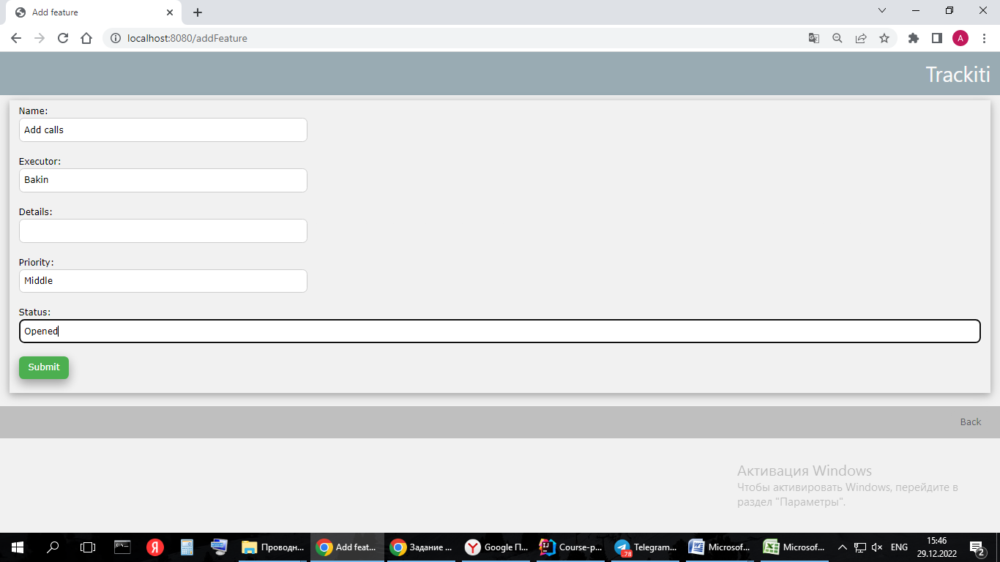 Add feature
localhost:8080/addFeature
A
Trackiti
Name:
Add calls
Executor:
Bakin
Details:
Priority:
Middle
Status:
Opened
Submit
Back
Активация Windows
Чтобы активировать Windows, перейдите в
раздел "Параметры".
Я
Проводн...
Add feat...
Задание ...
Y
Google П...
IJ
Course-p...
78
Telegram...
W
Microsof...
X
Microsof...
ENG
15:46
29.12.2022
2